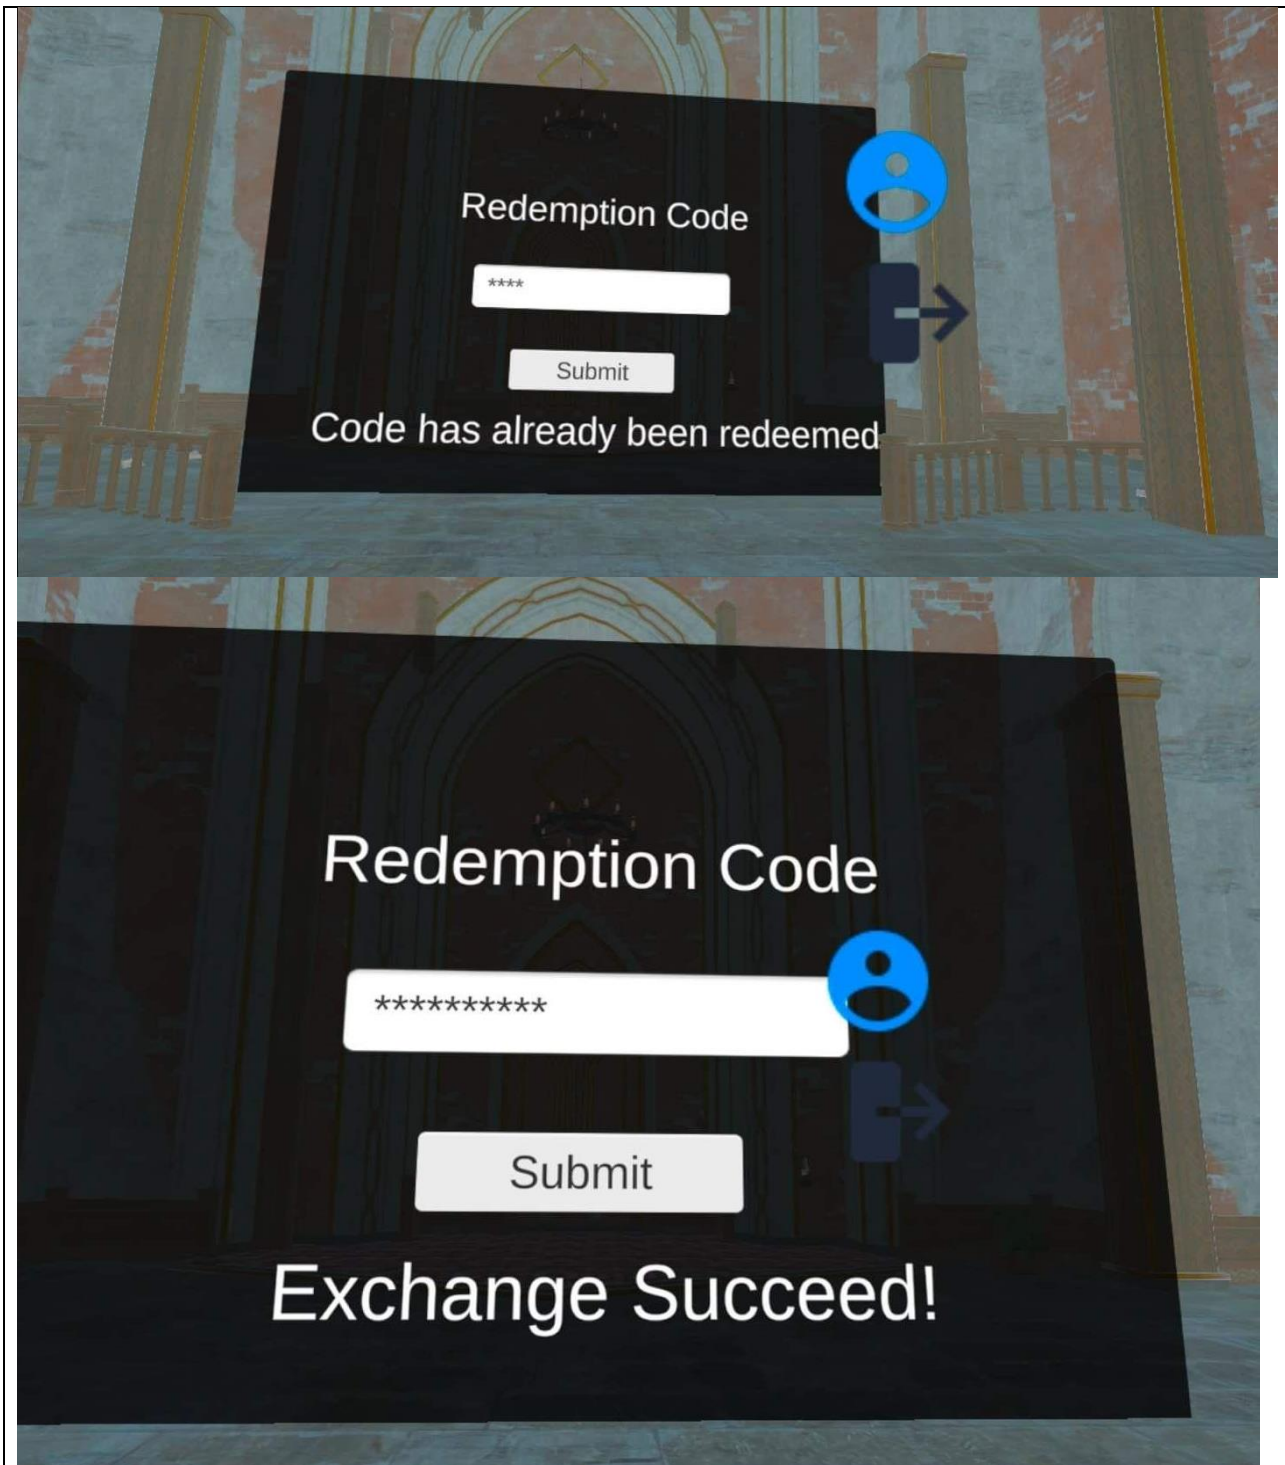 Redemption Code
****
Submit
Code has already been redeemed
Redemption Code
**********
Submit
Exchange Succeed!